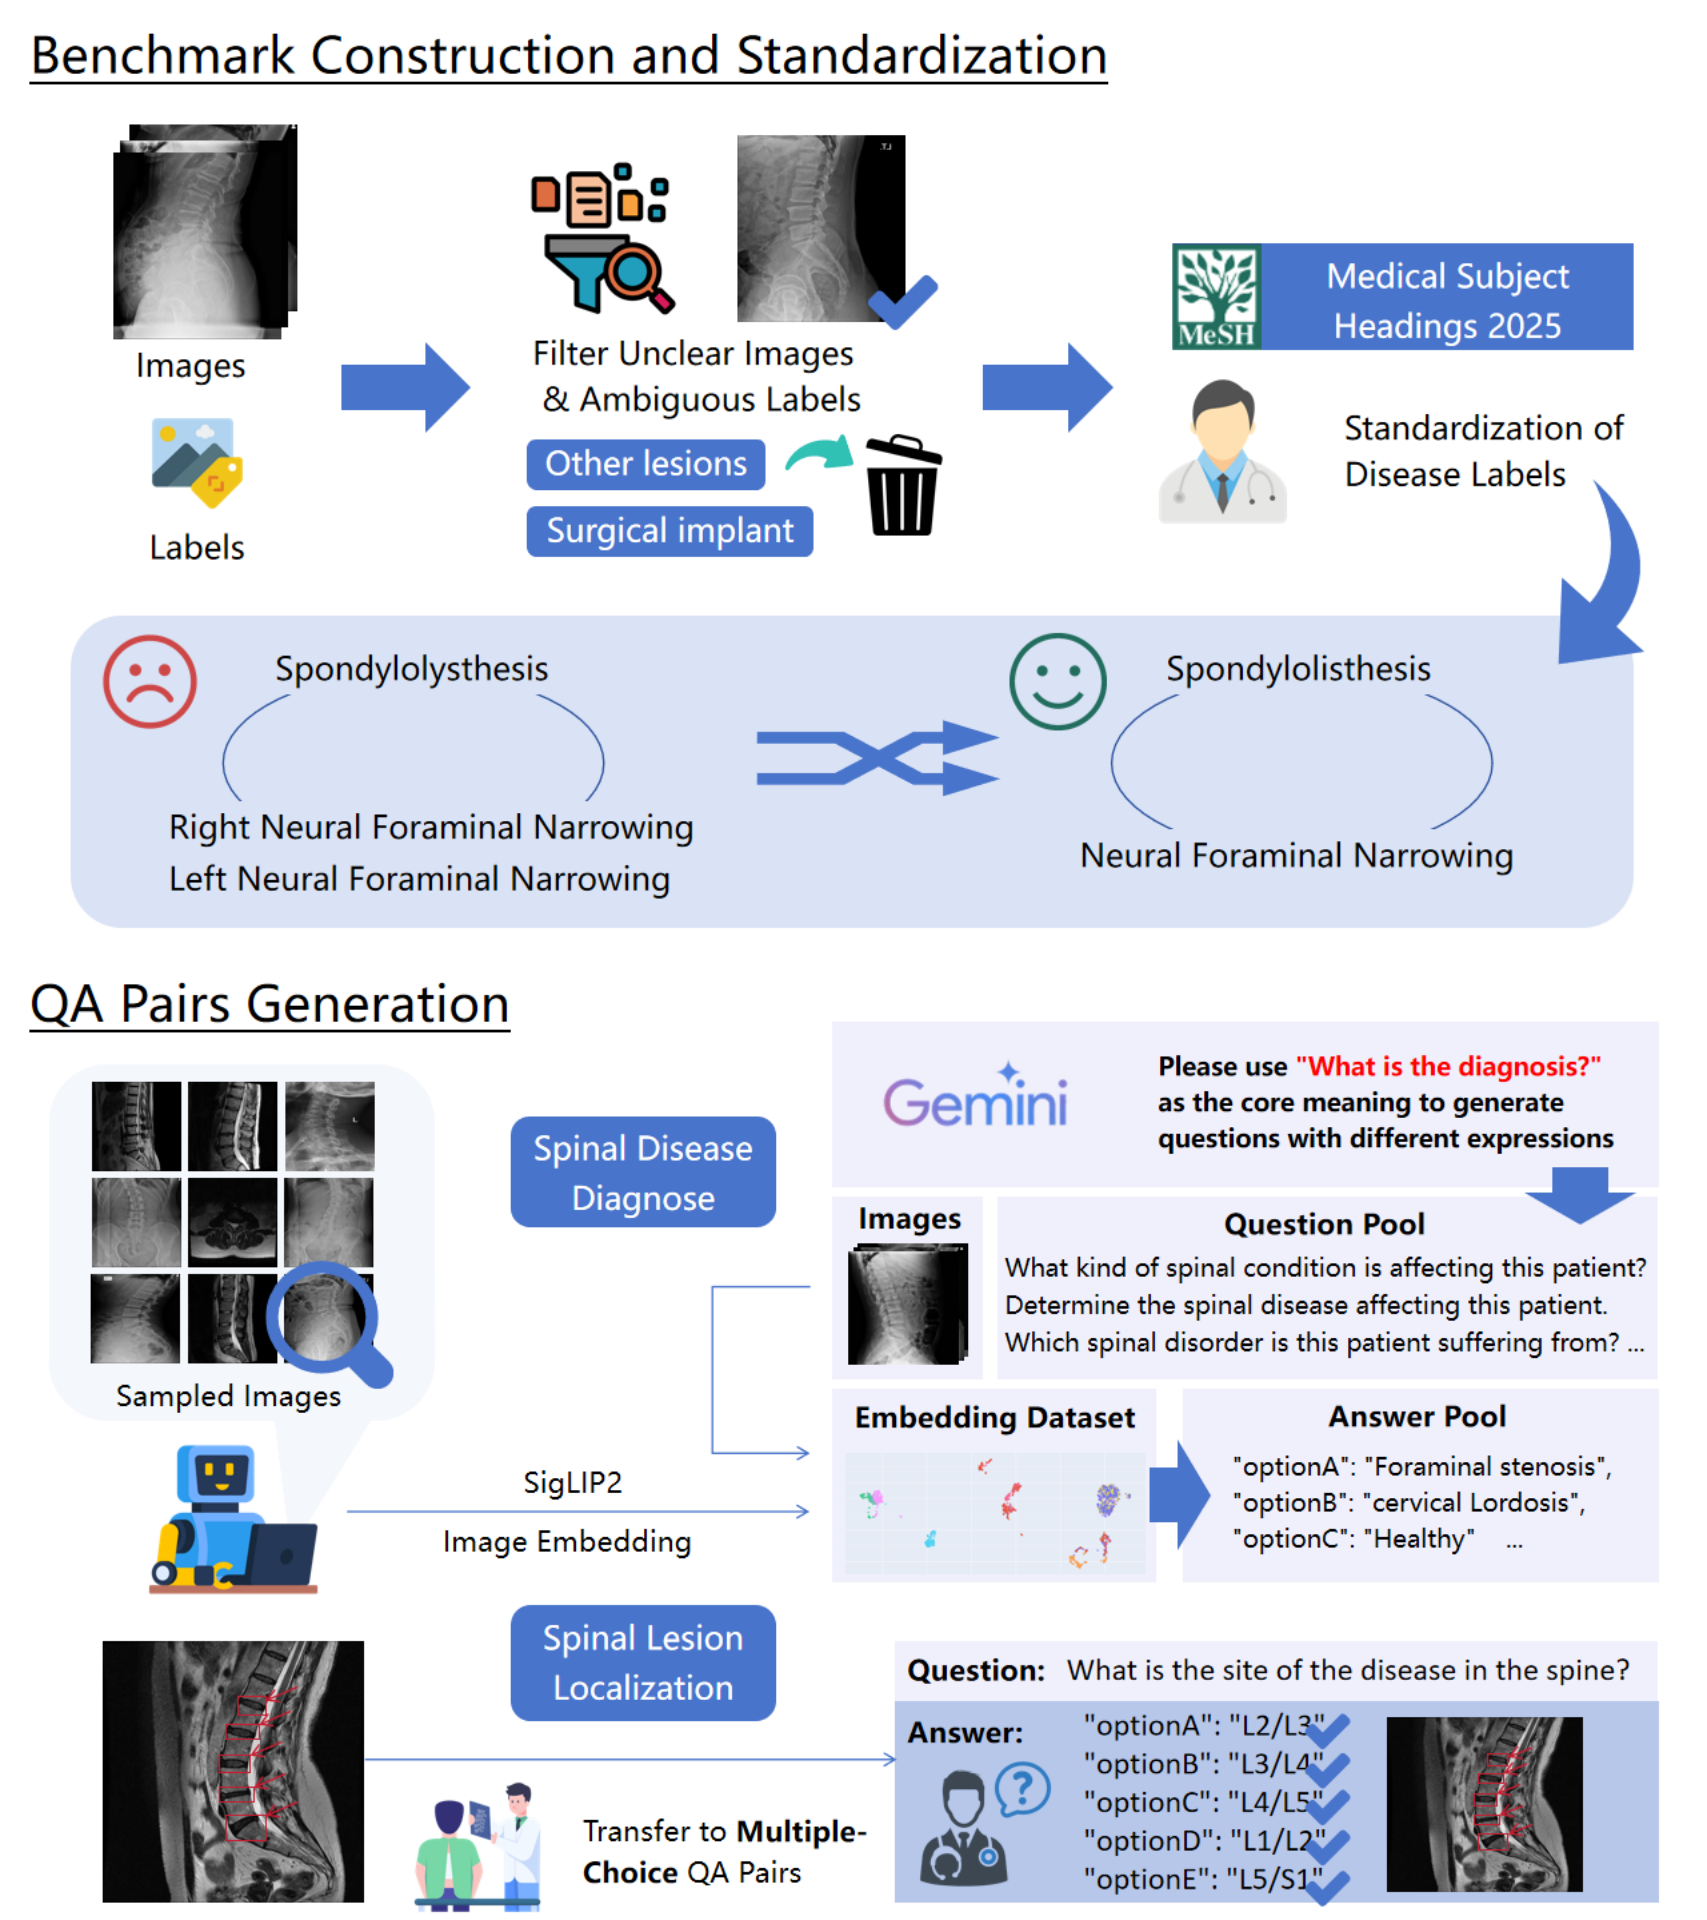 Benchmark Construction and Standardization
Images
Labels
Filter Unclear Images
& Ambiguous Labels
Other lesions
Surgical implant
MeSH
Medical Subject
Headings 2025
Standardization of
Disease Labels
Spondylolysthesis
Right Neural Foraminal Narrowing
Left Neural Foraminal Narrowing
Spondylolisthesis
Neural Foraminal Narrowing
QA Pairs Generation
Sampled Images
Spinal Disease
Diagnose
SigLIP2
Image Embedding
Gemini
Please use "What is the diagnosis?"
as the core meaning to generate
questions with different expressions
Images
Question Pool
What kind of spinal condition is affecting this patient?
Determine the spinal disease affecting this patient.
Which spinal disorder is this patient suffering from? ...
Embedding Dataset
Answer Pool
"optionA": "Foraminal stenosis",
"optionB": "cervical Lordosis",
"optionC": "Healthy" ...
Spinal Lesion
Localization
Transfer to Multiple-
Choice QA Pairs
Question: What is the site of the disease in the spine?
Answer:
"optionA": "L2/L3"
"optionB": "L3/L4"
"optionC": "L4/L5"
"optionD": "L1/L2"
"optionE": "L5/S1"